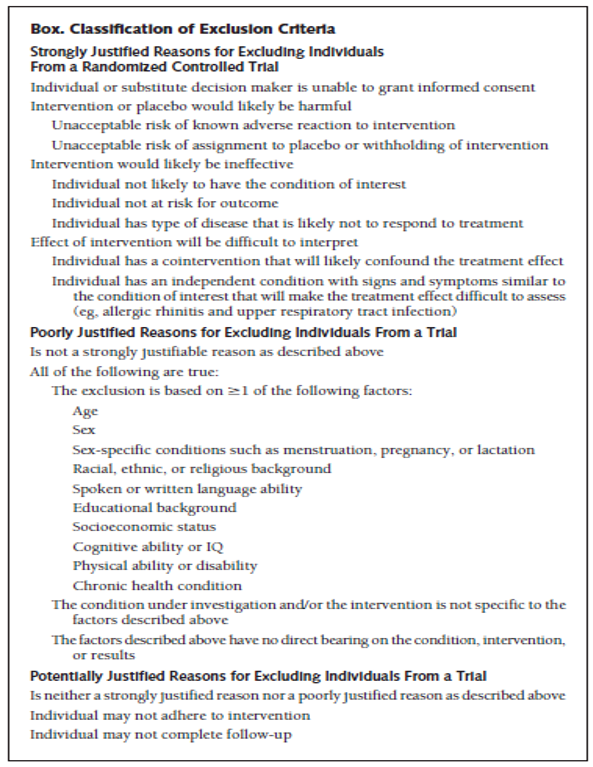 Box. Classification of Exclusion Criteria
Strongly Justified Reasons for Excluding Individuals
From a Randomized Controlled Trial
Individual or substitute decision maker is unable to grant informed consent
Intervention or placebo would likely be harmful
Unacceptable risk of known adverse reaction to intervention
Unacceptable risk of assignment to placebo or withholding of intervention
Intervention would likely be ineffective
Individual not likely to have the condition of interest
Individual not at risk for outcome
Individual has type of disease that is likely not to respond to treatment
Effect of intervention will be difficult to interpret
Individual has a cointervention that will likely confound the treatment effect
Individual has an independent condition with signs and symptoms similar to
the condition of interest that will make the treatment effect difficult to assess
(eg, allergic rhinitis and upper respiratory tract infection)
Poorly Justified Reasons for Excluding Individuals From a Trial
Is not a strongly justifiable reason as described above
All of the following are true:
The exclusion is based on ≥1 of the following factors:
Age
Sex
Sex-specific conditions such as menstruation, pregnancy, or lactation
Racial, ethnic, or religious background
Spoken or written language ability
Educational background
Socioeconomic status
Cognitive ability or IQ
Physical ability or disability
Chronic health condition
The condition under investigation and/or the intervention is not specific to the
factors described above
The factors described above have no direct bearing on the condition, intervention,
or results
Potentially Justified Reasons for Excluding Individuals From a Trial
Is neither a strongly justified reason nor a poorly justified reason as described above
Individual may not adhere to intervention
Individual may not complete follow-up